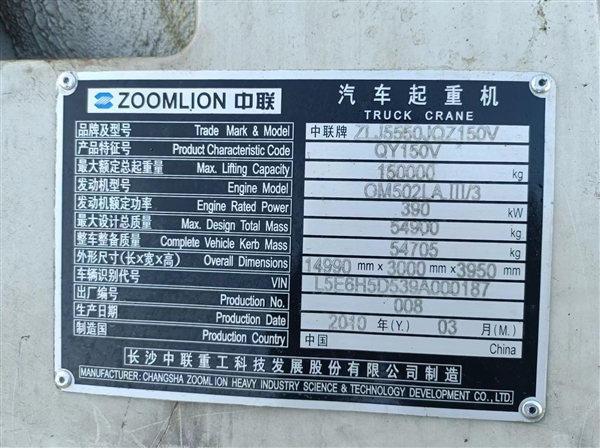 ZOOMLION 中联
汽车起重机
TRUCK CRANE
品牌及型号 Trade Mark & Model 中联牌 ZLJ5550JQZ150V
产品特征号 Product Characteristic Code QY150V
最大额定总起重量 Max. Lifting Capacity 150000 kg
发动机型号 Engine Model OM502LA.III/3
发动机额定功率 Engine Rated Power 390 kW
最大设计总质量 Max. Design Total Mass 54900 kg
整车整备质量 Complete Vehicle Kerb Mass 54705 kg
外形尺寸(长X宽X高) Overall Dimensions 14990 mm x 3000 mm x 3950 mm
车辆识别代号 VIN L5E6H5D539A000187
出厂编号 Production No. 008
生产日期 Production Date 2010 年(Y.) 03 月(M.)
制造国 Production Country 中国 China
长沙中联重工科技发展股份有限公司制造
MANUFACTURER: CHANGSHA ZOOMLION HEAVY INDUSTRY SCIENCE & TECHNOLOGY DEVELOPMENT CO., LTD.